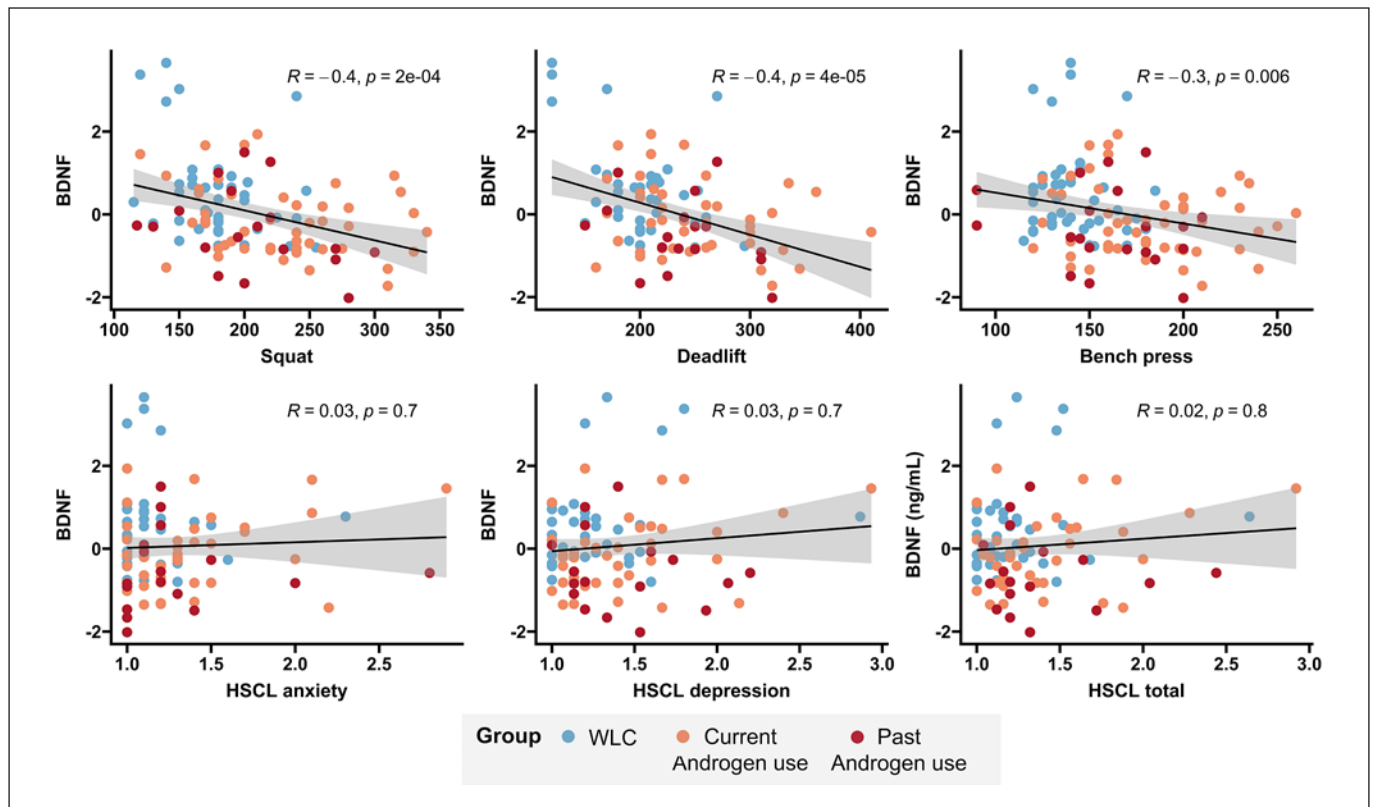 R = −0.4, p = 2e-04
BDNF
2
0
-2
100 150 200 250 300 350
Squat
R = −0.4, p = 4e-05
BDNF
200 300 400
Deadlift
R = −0.3, p = 0.006
BDNF
2
0
-2
100 150 200 250
Bench press
R = 0.03, p = 0.7
BDNF
2
0
-2
1.0 1.5 2.0 2.5
HSCL anxiety
R = 0.03, p = 0.7
BDNF
2
0
-2
1.0 1.5 2.0 2.5 3.0
HSCL depression
R = 0.02, p = 0.8
BDNF (ng/mL)
2
0
-2
1.0 1.5 2.0 2.5 3.0
HSCL total
Group WLC Current Past
Androgen use Androgen use